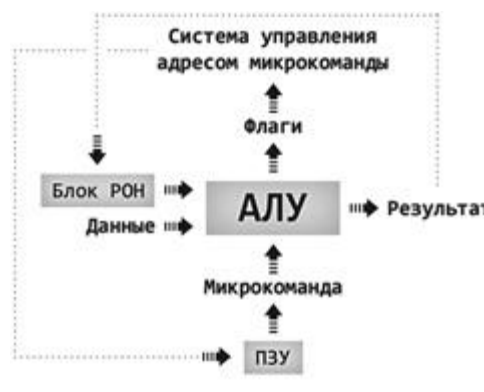 Система управления
адресом микрокоманды
Флаги
Блок РОН
АЛУ
Данные
Результат
Микрокоманда
ПЗУ